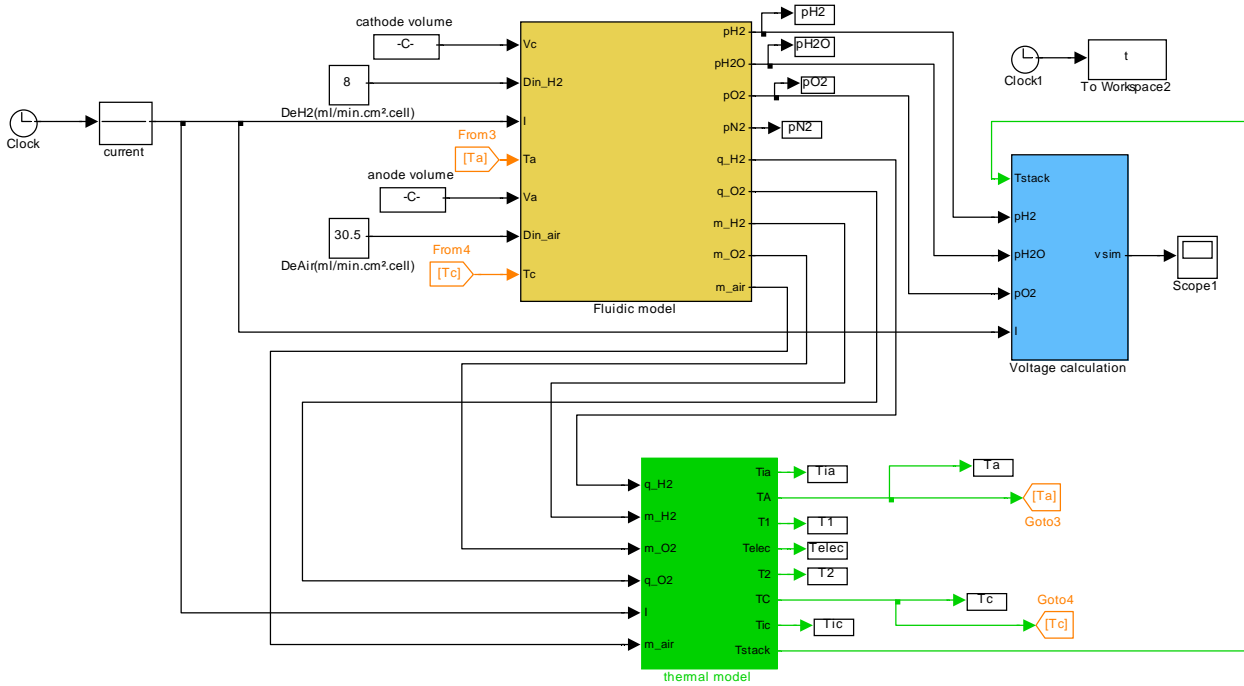 cathode volume
-C-
8
DeH2(ml/min.cm².cell)
Clock
current
From3
[Ta]
anode volume
-C-
30.5
DeAir(ml/min.cm².cell)
From4
[Tc]
Vc
Din_H2
I
Ta
Va
Din_air
Tc
pH2
pH2O
pO2
pN2
q_H2
q_O2
m_H2
m_O2
m_air
Fluidic model
pH2
pH2O
pO2
pN2
Clock1
t
To Workspace2
Tstack
pH2
pH2O
pO2
I
vsim
Voltage calculation
Scope1
q_H2
m_H2
m_O2
q_O2
I
m_air
Tia
TA
T1
Telec
T2
TC
Tic
Tstack
thermal model
Tia
Ta
[Ta]
Goto3
T1
Telec
T2
Tc
Goto4
[Tc]
Tic